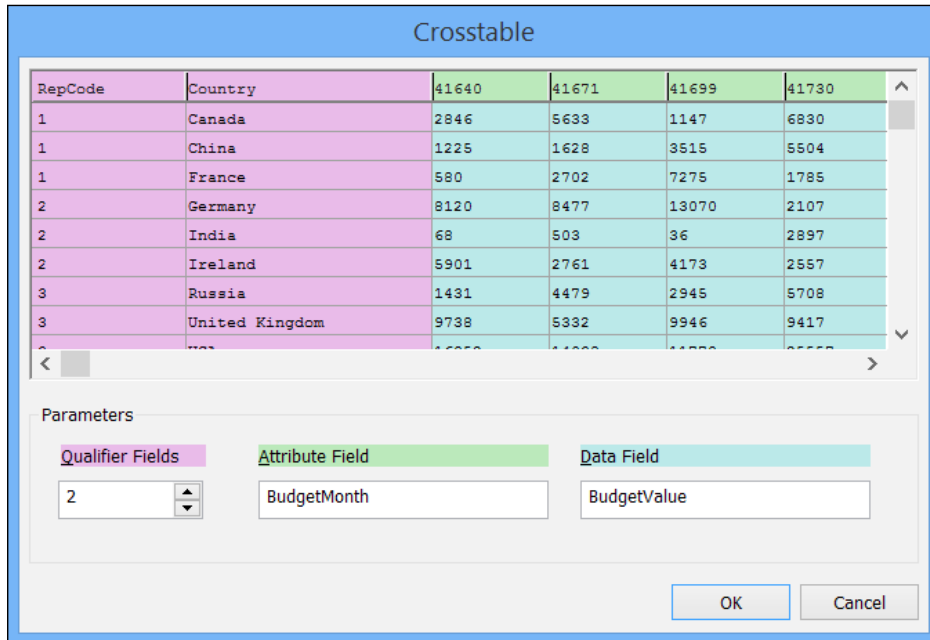 Crosstable
RepCode Country 41640 41671 41699 41730
1 Canada 2846 5633 1147 6830
1 China 1225 1628 3515 5504
1 France 580 2702 7275 1785
2 Germany 8120 8477 13070 2107
2 India 68 503 36 2897
2 Ireland 5901 2761 4173 2557
3 Russia 1431 4479 2945 5708
3 United Kingdom 9738 5332 9946 9417
Parameters
Qualifier Fields Attribute Field Data Field
2 BudgetMonth BudgetValue
OK Cancel